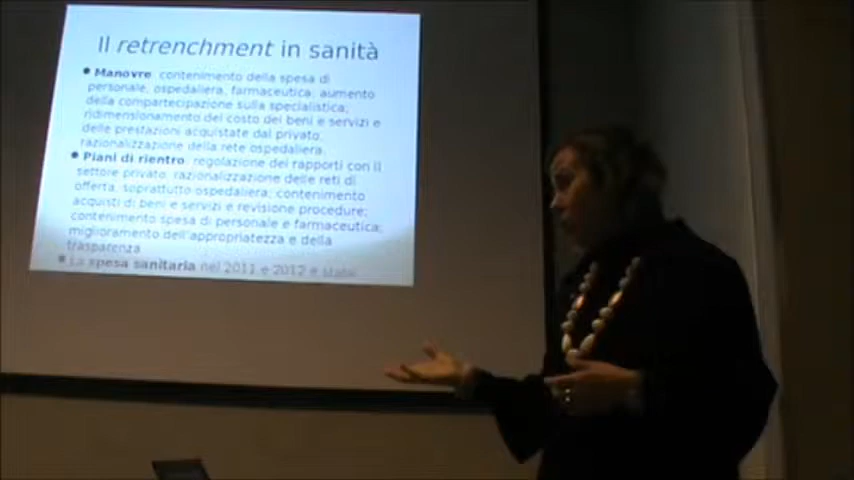 Il retrenchment in sanità
• Manovre: contenimento della spesa di
personale, ospedaliera, farmaceutica; aumento
della compartecipazione sulla specialistica;
ridimensionamento del costo dei beni e servizi e
delle prestazioni acquistate dal privato;
razionalizzazione della rete ospedaliera.
• Piani di rientro: regolazione dei rapporti con il
settore privato; razionalizzazione delle reti di
offerta, soprattutto ospedaliera; contenimento
acquisti di beni e servizi e revisione procedure;
contenimento spesa di personale e farmaceutica;
miglioramento dell'appropriatezza e della
trasparenza
• La spesa sanitaria nel 2011 e 2012 è stabile